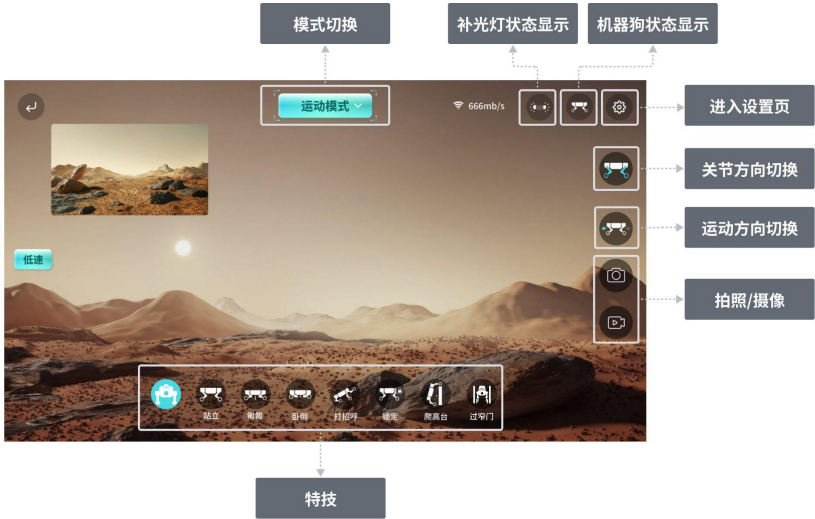 模式切换
补光灯状态显示
机器狗状态显示
运动模式
666mb/s
进入设置页
关节方向切换
运动方向切换
低速
拍照/摄像
站立
匍匐
卧倒
打招呼
锁定
爬高台
过窄门
特技